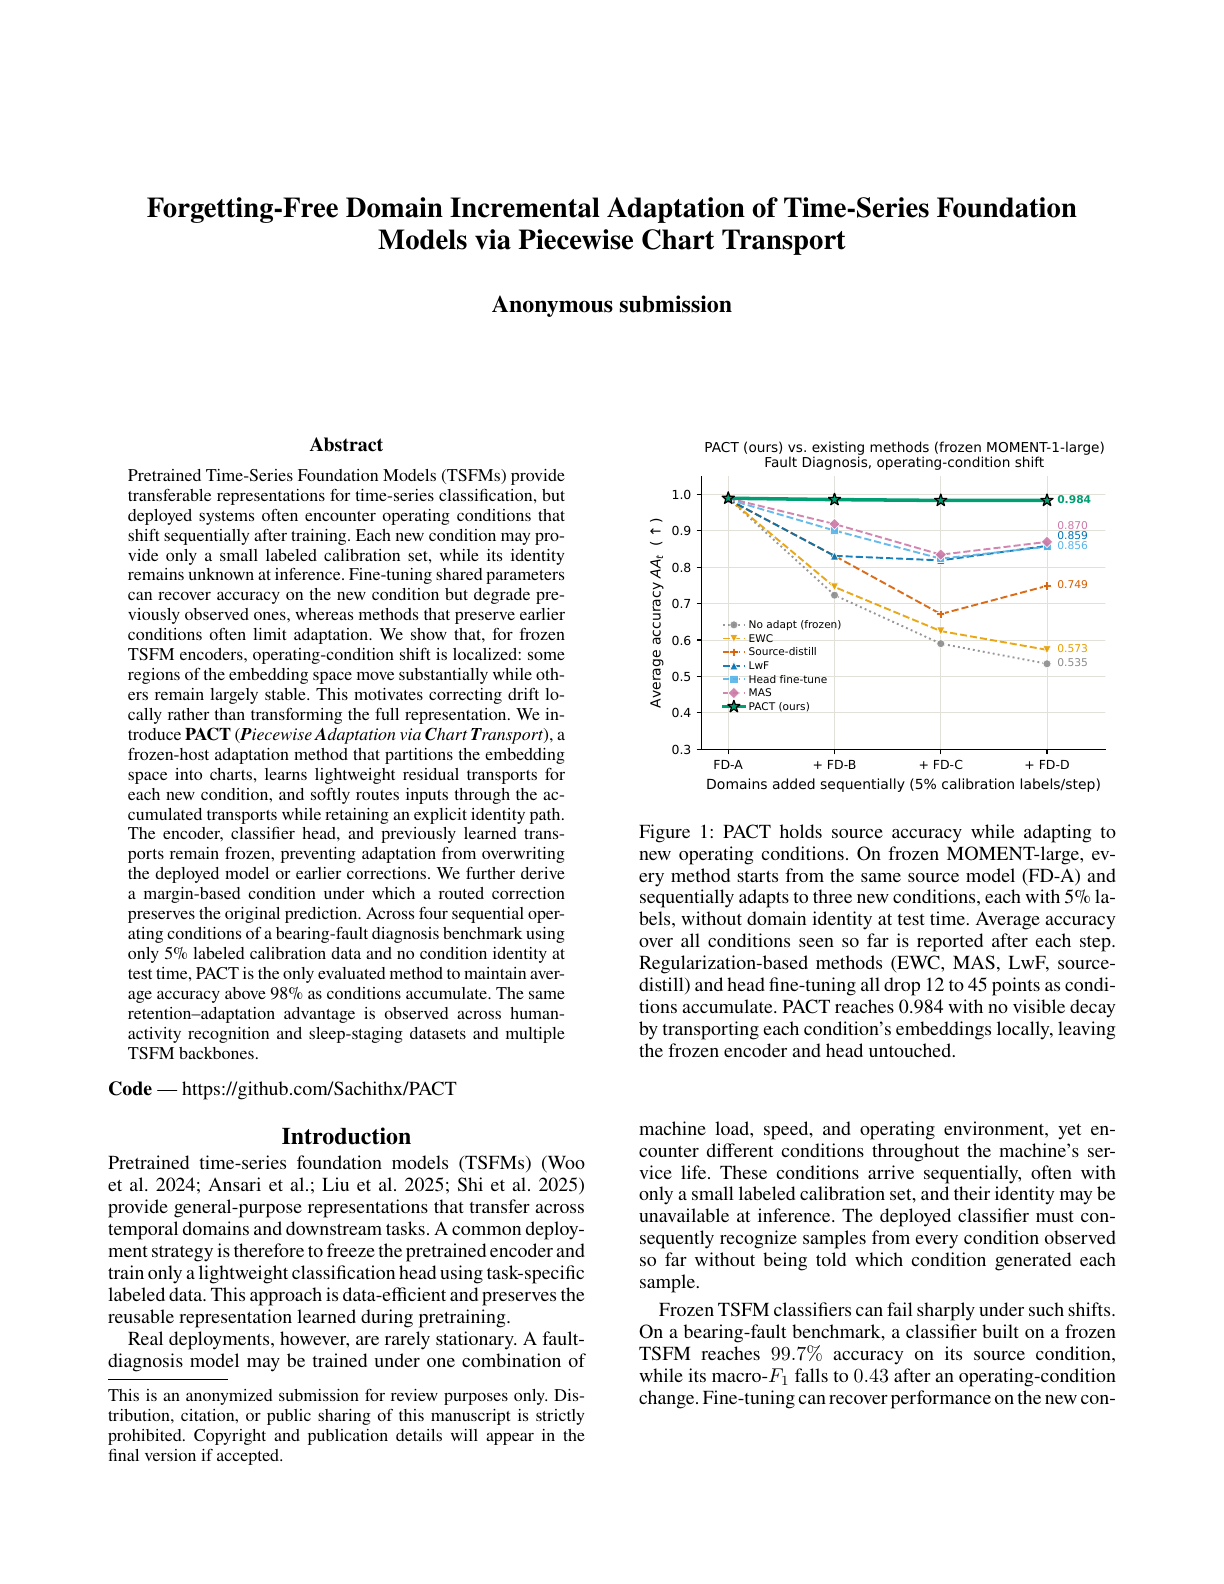 Forgetting-Free Domain Incremental Adaptation of Time-Series Foundation
Models via Piecewise Chart Transport
Anonymous submission
Abstract
Pretrained Time-Series Foundation Models (TSFMs) provide
transferable representations for time-series classification, but
deployed systems often encounter operating conditions that
shift sequentially after training. Each new condition may pro-
vide only a small labeled calibration set, while its identity
remains unknown at inference. Fine-tuning shared parameters
can recover accuracy on the new condition but degrade pre-
viously observed ones, whereas methods that preserve earlier
conditions often limit adaptation. We show that, for frozen
TSFM encoders, operating-condition shift is localized: some
regions of the embedding space move substantially while oth-
ers remain largely stable. This motivates correcting drift lo-
cally rather than transforming the full representation. We in-
troduce PACT (Piecewise Adaptation via Chart Transport), a
frozen-host adaptation method that partitions the embedding
space into charts, learns lightweight residual transports for
each new condition, and softly routes inputs through the ac-
cumulated transports while retaining an explicit identity path.
The encoder, classifier head, and previously learned trans-
ports remain frozen, preventing adaptation from overwriting
the deployed model or earlier corrections. We further derive
a margin-based condition under which a routed correction
preserves the original prediction. Across four sequential oper-
ating conditions of a bearing-fault diagnosis benchmark using
only 5% labeled calibration data and no condition identity at
test time, PACT is the only evaluated method to maintain aver-
age accuracy above 98% as conditions accumulate. The same
retention–adaptation advantage is observed across human-
activity recognition and sleep-staging datasets and multiple
TSFM backbones.
Code — https://github.com/Sachithx/PACT
Introduction
Pretrained time-series foundation models (TSFMs) (Woo
et al. 2024; Ansari et al.; Liu et al. 2025; Shi et al. 2025)
provide general-purpose representations that transfer across
temporal domains and downstream tasks. A common deploy-
ment strategy is therefore to freeze the pretrained encoder and
train only a lightweight classification head using task-specific
labeled data. This approach is data-efficient and preserves the
reusable representation learned during pretraining.
Real deployments, however, are rarely stationary. A fault-
diagnosis model may be trained under one combination of
This is an anonymized submission for review purposes only. Dis-
tribution, citation, or public sharing of this manuscript is strictly
prohibited. Copyright and publication details will appear in the
final version if accepted.
PACT (ours) vs. existing methods (frozen MOMENT-1-large)
Fault Diagnosis, operating-condition shift
Average accuracy AAt (↑)
1.0
0.9
0.8
0.7
0.6
0.5
0.4
0.3
0.984
0.870
0.859
0.856
0.749
0.573
0.535
No adapt (frozen)
EWC
Source-distill
LwF
Head fine-tune
MAS
PACT (ours)
FD-A
+ FD-B
+ FD-C
+ FD-D
Domains added sequentially (5% calibration labels/step)
Figure 1: PACT holds source accuracy while adapting to
new operating conditions. On frozen MOMENT-large, ev-
ery method starts from the same source model (FD-A) and
sequentially adapts to three new conditions, each with 5% la-
bels, without domain identity at test time. Average accuracy
over all conditions seen so far is reported after each step.
Regularization-based methods (EWC, MAS, LwF, source-
distill) and head fine-tuning all drop 12 to 45 points as condi-
tions accumulate. PACT reaches 0.984 with no visible decay
by transporting each condition's embeddings locally, leaving
the frozen encoder and head untouched.
machine load, speed, and operating environment, yet en-
counter different conditions throughout the machine's ser-
vice life. These conditions arrive sequentially, often with
only a small labeled calibration set, and their identity may be
unavailable at inference. The deployed classifier must con-
sequently recognize samples from every condition observed
so far without being told which condition generated each
sample.
Frozen TSFM classifiers can fail sharply under such shifts.
On a bearing-fault benchmark, a classifier built on a frozen
TSFM reaches 99.7% accuracy on its source condition,
while its macro-F1 falls to 0.43 after an operating-condition
change. Fine-tuning can recover performance on the new con-